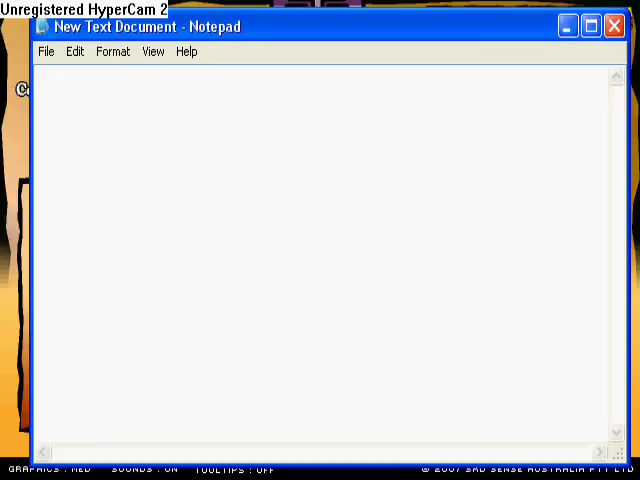 Unregistered HyperCam 2
New Text Document - Notepad
File Edit Format View Help
GRAPHICS : MED SOUNDS : ON TOOLTIPS : OFF © 2007 3RD SENSE AUSTRALIA PTY LTD